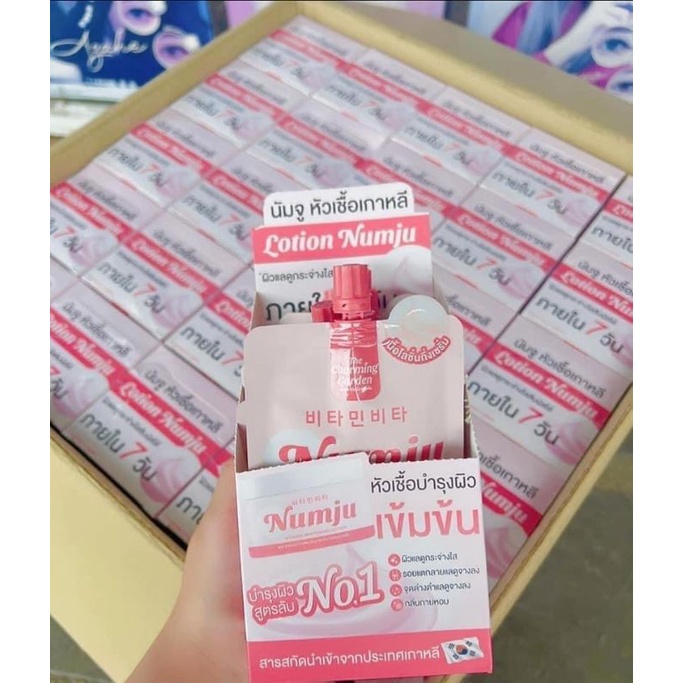 นัมจู หัวเชื้อเกาหลี
Lotion Numju
ผิวแลดูกระจ่างใส
ภายใน 7 วัน
เนื้อโลชั่นกึ่งเซรั่ม
The
Charming
Garden
비타민비타
Numju
หัวเชื้อบำรุงผิว
เข้มข้น
비타민비타
Numju
ผิวแลดูกระจ่างใส
รอยแตกลายแลดูจางลง
จุดด่างดำแลดูจางลง
กลิ่นกายหอม
บำรุงผิว
สูตรลับ
No.1
สารสกัดนำเข้าจากประเทศเกาหลี